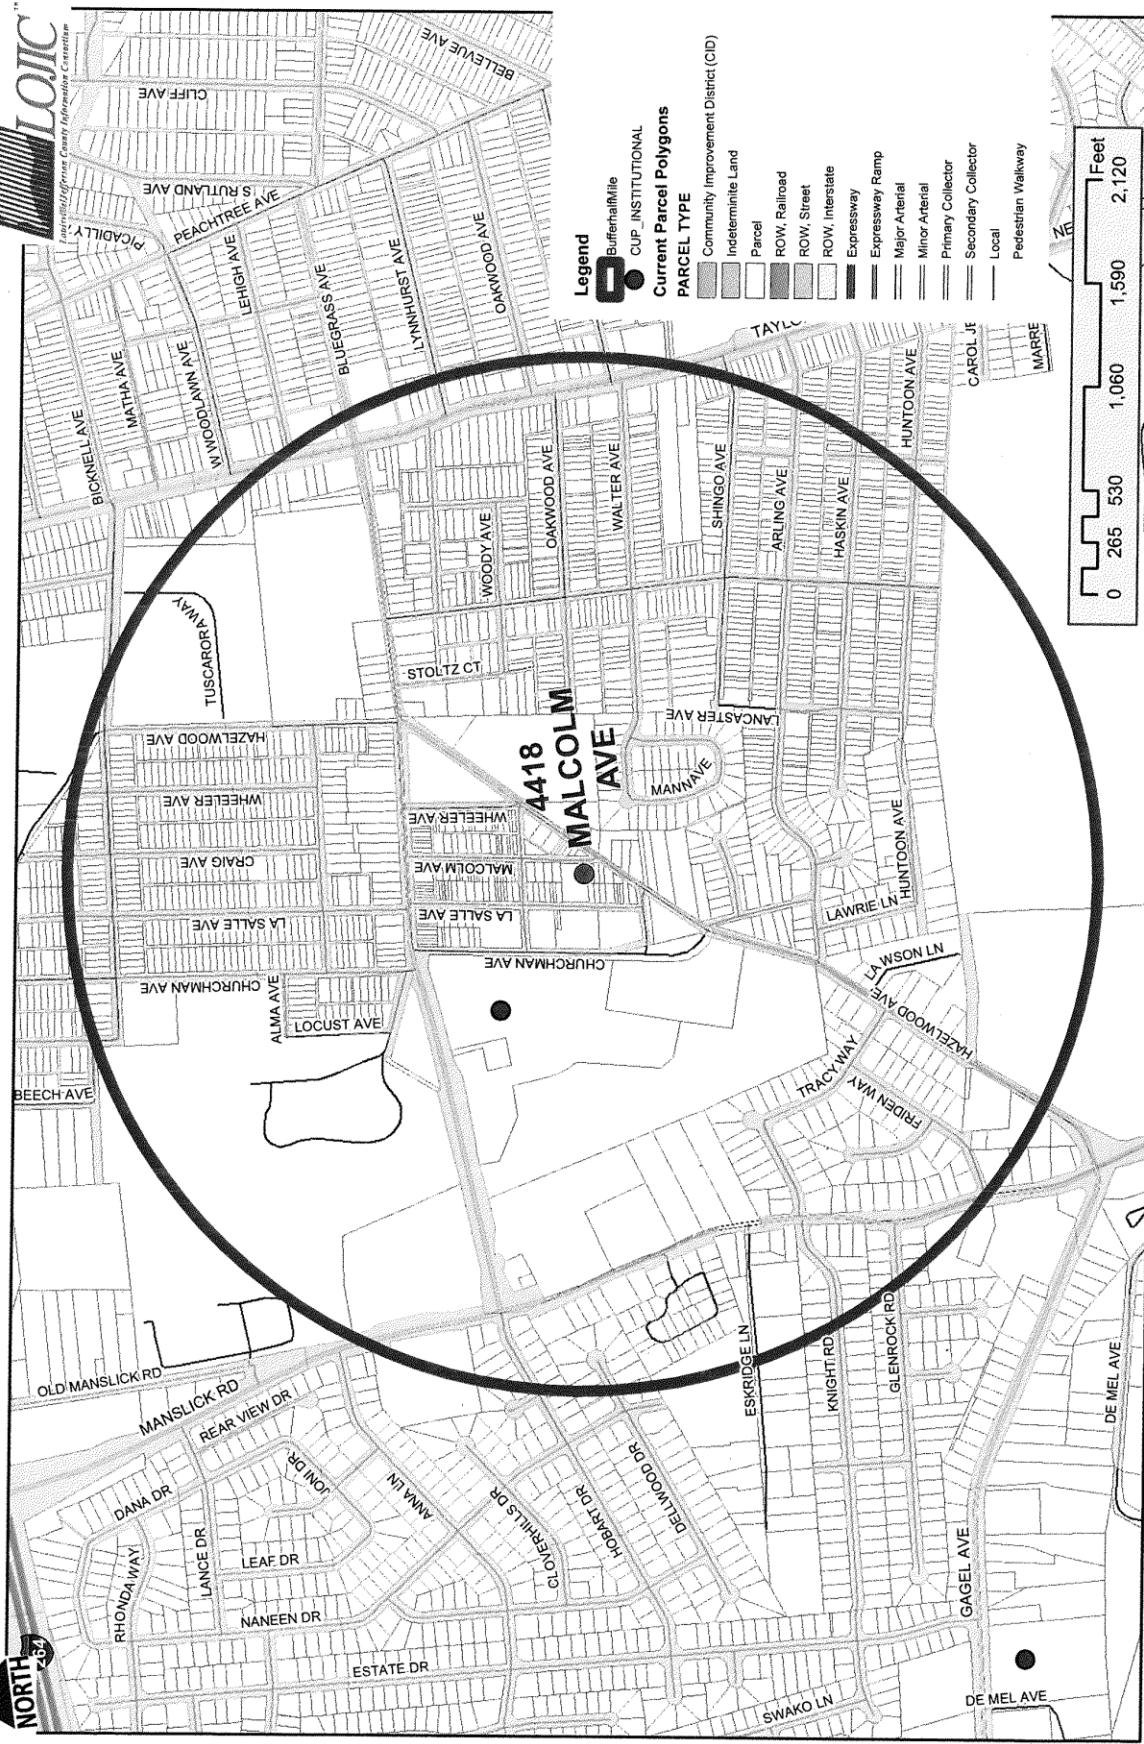 LOJIC™
Louisville/Jefferson County Information Consortium
NORTH
264
Legend
BufferhalfMile
CUP_INSTITUTIONAL
Current Parcel Polygons
PARCEL TYPE
Community Improvement District (CID)
Indeterminite Land
Parcel
ROW, Railroad
ROW, Street
ROW, Interstate
Expressway
Expressway Ramp
Major Arterial
Minor Arterial
Primary Collector
Secondary Collector
Local
Pedestrian Walkway
0 265 530 1,060 1,590 2,120
Feet
4418
MALCOLM
AVE
RHONDA WAY
DANA DR
LANCE DR
LEAF DR
NANEEN DR
ESTATE DR
REAR VIEW DR
JONI DR
ANNA LN
CLOVERHILLS DR
HOBART DR
DELLWOOD DR
OLD MANSLICK RD
MANSLICK RD
BEECH AVE
ALMA AVE
LOCUST AVE
CHURCHMAN AVE
LA SALLE AVE
CRAIG AVE
WHEELER AVE
HAZELWOOD AVE
TUSCARORA WAY
BICKNELL AVE
MATHA AVE
W WOODLAWN AVE
PICADILLY
PEACHTREE AVE
S RUTLAND AVE
CLIFF AVE
BELLEVUE AVE
LEHIGH AVE
BLUEGRASS AVE
LYNNHURST AVE
OAKWOOD AVE
CHURCHMAN AVE
LA SALLE AVE
MALCOLM AVE
WHEELER AVE
STOLTZ CT
WOODY AVE
OAKWOOD AVE
WALTER AVE
SHINGO AVE
ARLING AVE
HASKIN AVE
HUNTOON AVE
TAYLO
CAROL JE
MARRE
NE
LANCASTER AVE
MANN AVE
HUNTOON AVE
LAWRIE LN
LAWSON LN
HAZELWOOD AVE
TRACY WAY
FRIDEN WAY
ESKRIDGE LN
KNIGHT RD
GLENROCK RD
GAGEL AVE
DE MEL AVE
DE MEL AVE
SWAKO LN